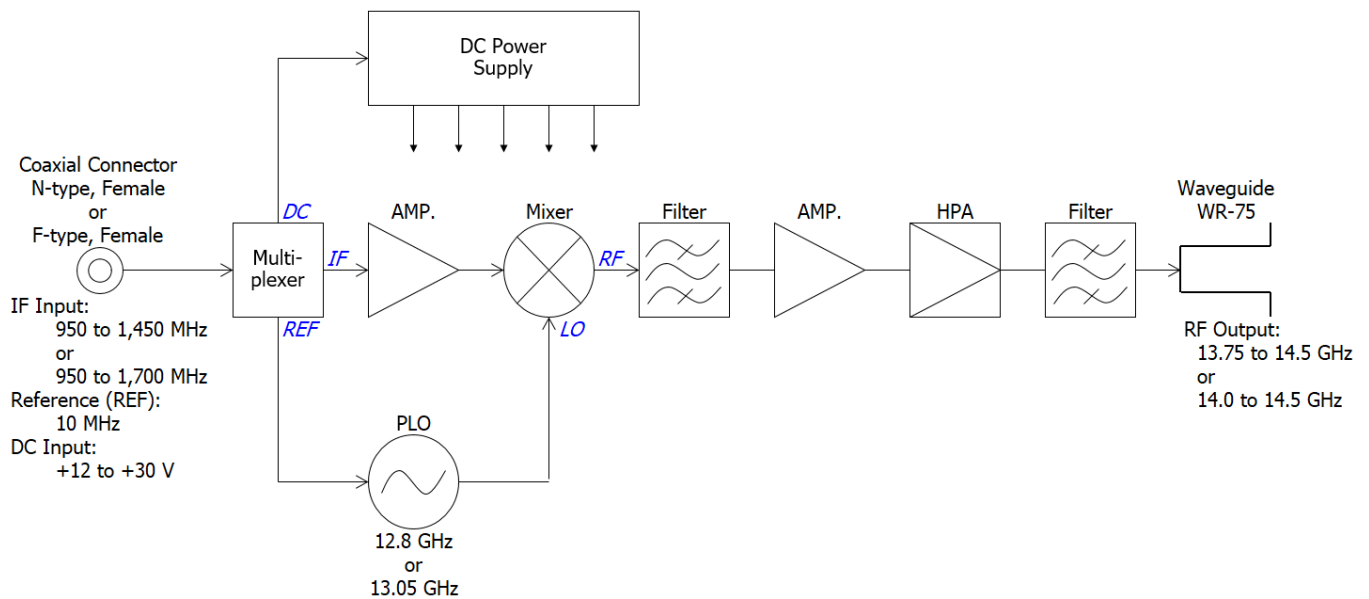 DC Power
Supply
Coaxial Connector
N-type, Female
or
F-type, Female
DC
AMP.
Mixer
Filter
AMP.
HPA
Filter
Waveguide
WR-75
Multi-
plexer
IF
RF
REF
LO
IF Input:
950 to 1,450 MHz
or
950 to 1,700 MHz
Reference (REF):
10 MHz
DC Input:
+12 to +30 V
RF Output:
13.75 to 14.5 GHz
or
14.0 to 14.5 GHz
PLO
12.8 GHz
or
13.05 GHz